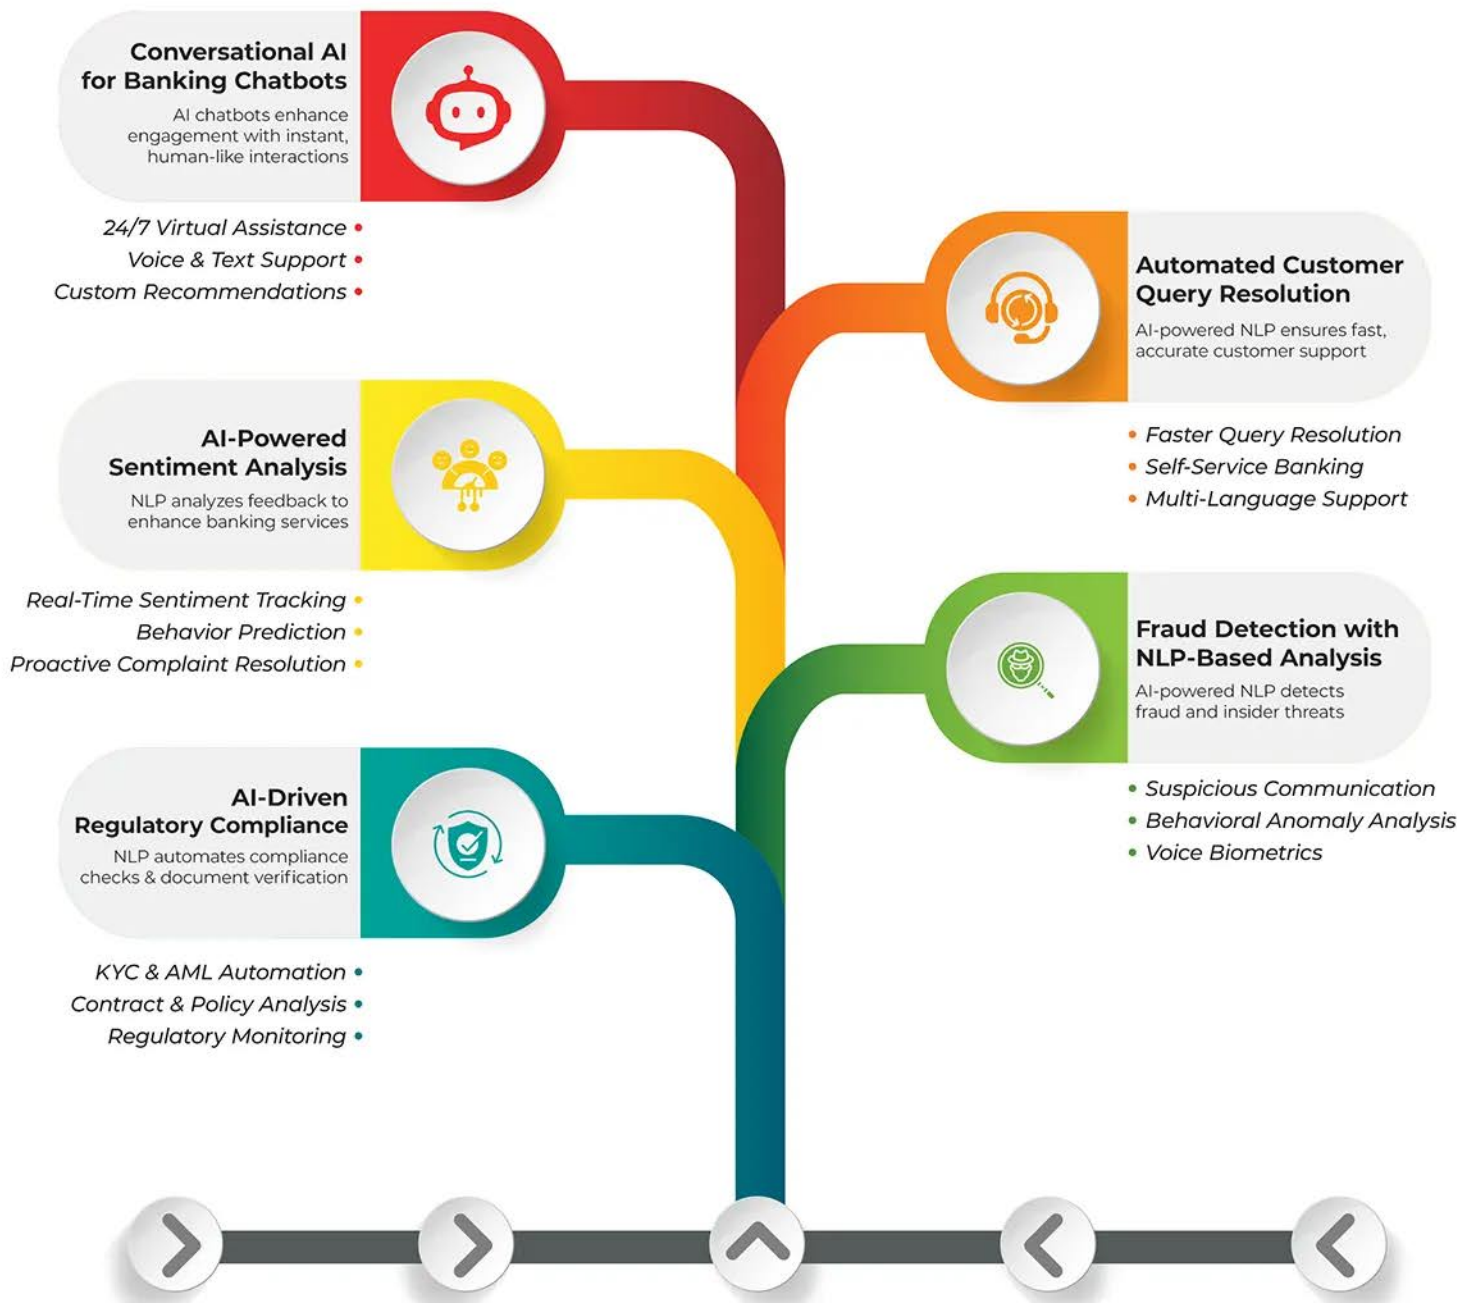 Conversational AI
for Banking Chatbots
AI chatbots enhance
engagement with instant,
human-like interactions
24/7 Virtual Assistance •
Voice & Text Support •
Custom Recommendations •
Automated Customer
Query Resolution
AI-powered NLP ensures fast,
accurate customer support
• Faster Query Resolution
• Self-Service Banking
• Multi-Language Support
AI-Powered
Sentiment Analysis
NLP analyzes feedback to
enhance banking services
Real-Time Sentiment Tracking •
Behavior Prediction •
Proactive Complaint Resolution •
Fraud Detection with
NLP-Based Analysis
AI-powered NLP detects
fraud and insider threats
• Suspicious Communication
• Behavioral Anomaly Analysis
• Voice Biometrics
AI-Driven
Regulatory Compliance
NLP automates compliance
checks & document verification
KYC & AML Automation •
Contract & Policy Analysis •
Regulatory Monitoring •